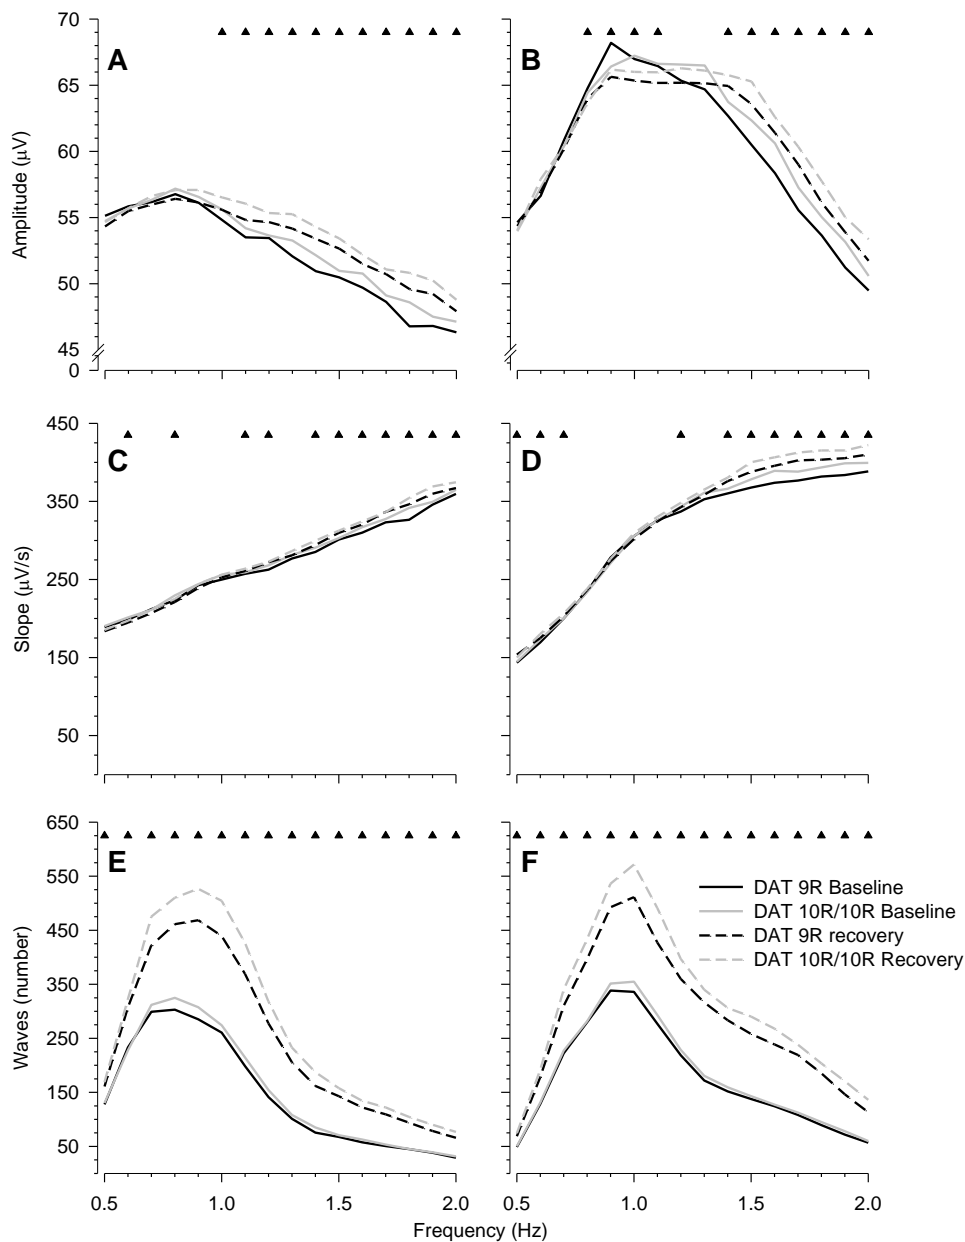 70
65
60
55
50
45
0
Amplitude (µV)
A
B
450
350
250
150
50
Slope (µV/s)
C
D
650
550
450
350
250
150
50
Waves (number)
E
F
DAT 9R Baseline
DAT 10R/10R Baseline
DAT 9R recovery
DAT 10R/10R Recovery
0.5 1.0 1.5 2.0 0.5 1.0 1.5 2.0
Frequency (Hz)